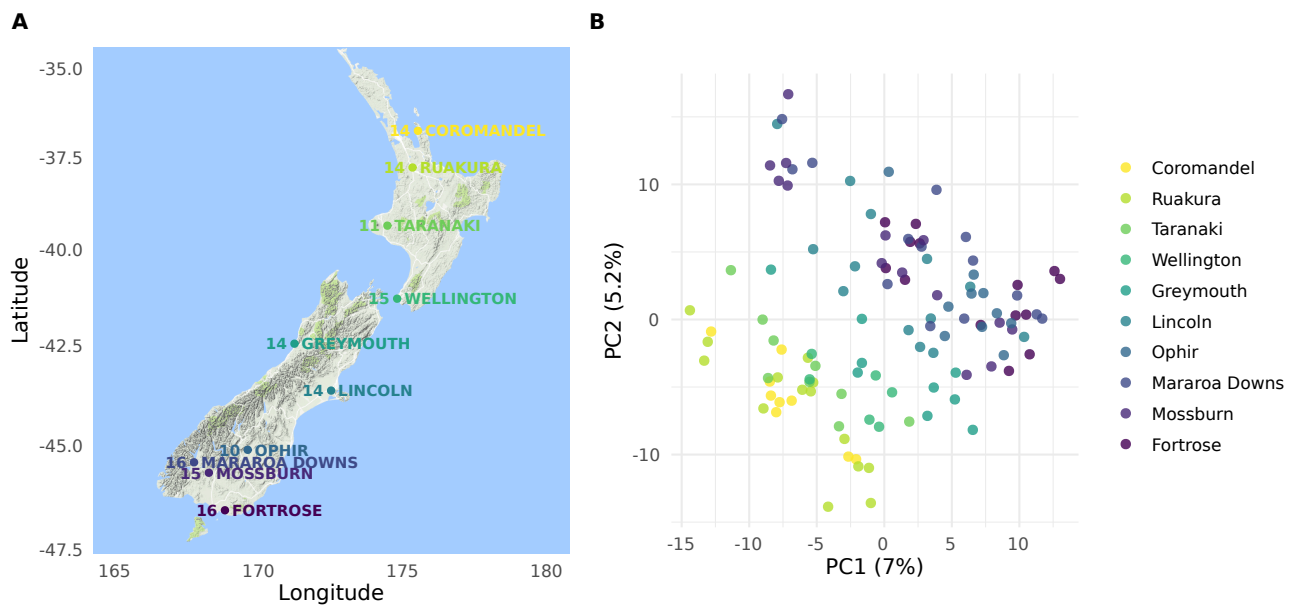 A
-35.0
-37.5
-40.0
-42.5
-45.0
-47.5
Latitude
14 COROMANDEL
14 RUAKURA
11 TARANAKI
15 WELLINGTON
14 GREYMOUTH
14 LINCOLN
10 OPHIR
16 MARAROA DOWNS
15 MOSSBURN
16 FORTROSE
165 170 175 180
Longitude
B
10
0
-10
PC2 (5.2%)
-15 -10 -5 0 5 10
PC1 (7%)
Coromandel
Ruakura
Taranaki
Wellington
Greymouth
Lincoln
Ophir
Mararoa Downs
Mossburn
Fortrose